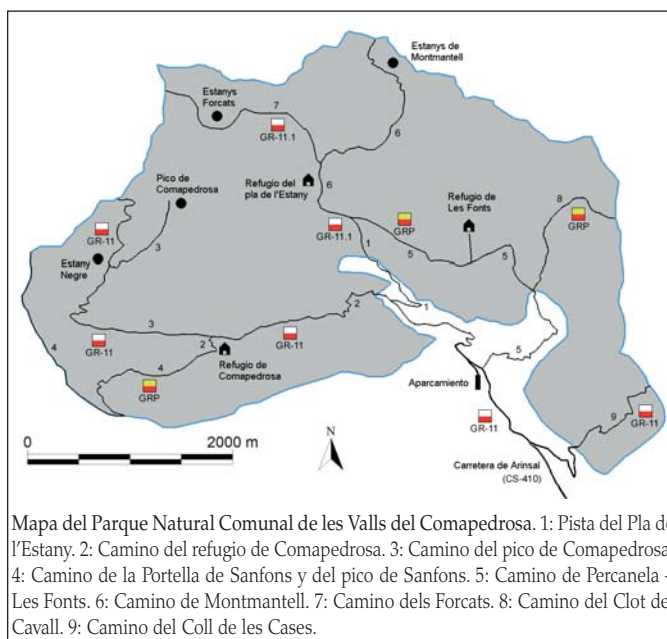 Estanys de
Montmantell
Estanys
Forcats
7
GR-11.1
6
Pico de
Comapedrosa
Refugio del
pla de l'Estany
6
Refugio de
Les Fonts
8
GRP
GRP
GR-11
GR-11.1
1
5
5
3
Estany
Negre
2
1
3
4
GR-11
2
GR-11
4
Refugio de
Comapedrosa
5
GRP
Aparcamiento
GR-11
9
GR-11
0
2000 m
N
Carretera de Arinsal
(CS-410)
Mapa del Parque Natural Comunal de les Valls del Comapedrosa. 1: Pista del Pla de
l'Estany. 2: Camino del refugio de Comapedrosa. 3: Camino del pico de Comapedrosa
4: Camino de la Portella de Sanfons y del pico de Sanfons. 5: Camino de Percanela -
Les Fonts. 6: Camino de Montmantell. 7: Camino dels Forcats. 8: Camino del Clot de
Cavall. 9: Camino del Coll de les Cases.